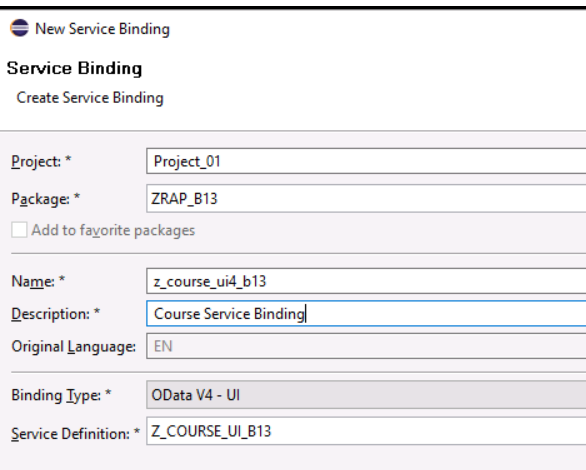 New Service Binding
Service Binding
Create Service Binding
Project: * Project_01
Package: * ZRAP_B13
Add to favorite packages
Name: * z_course_ui4_b13
Description: * Course Service Binding
Original Language: EN
Binding Type: * OData V4 - UI
Service Definition: * Z_COURSE_UI_B13